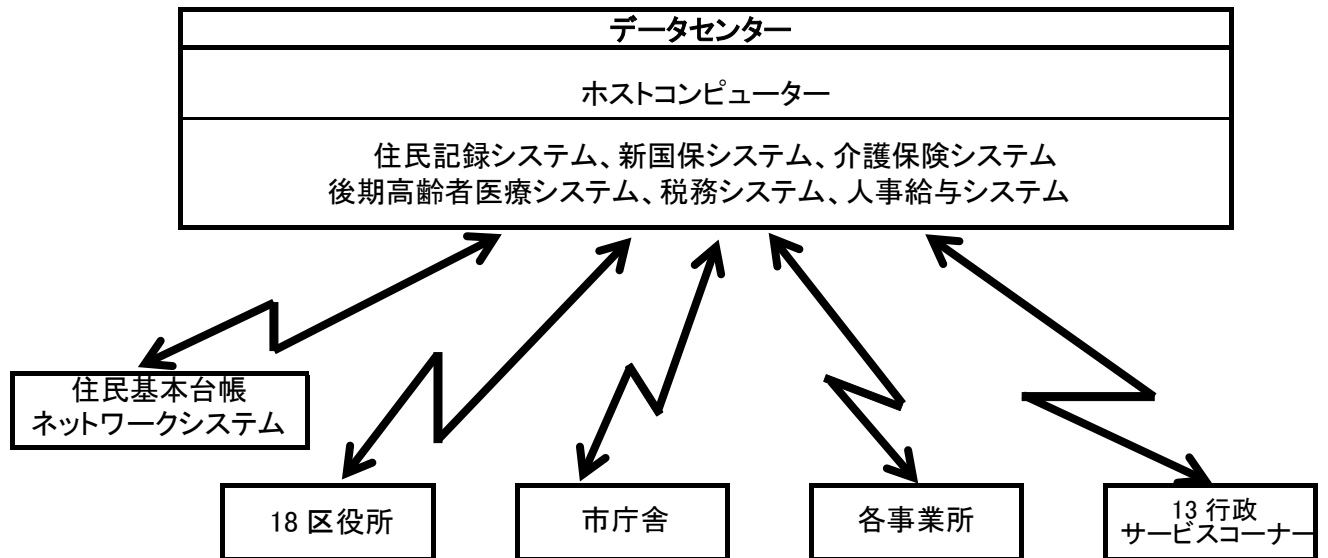 データセンター
ホストコンピューター
住民記録システム、新国保システム、介護保険システム
後期高齢者医療システム、税務システム、人事給与システム
住民基本台帳
ネットワークシステム
18 区役所
市庁舎
各事業所
13 行政
サービスコーナー